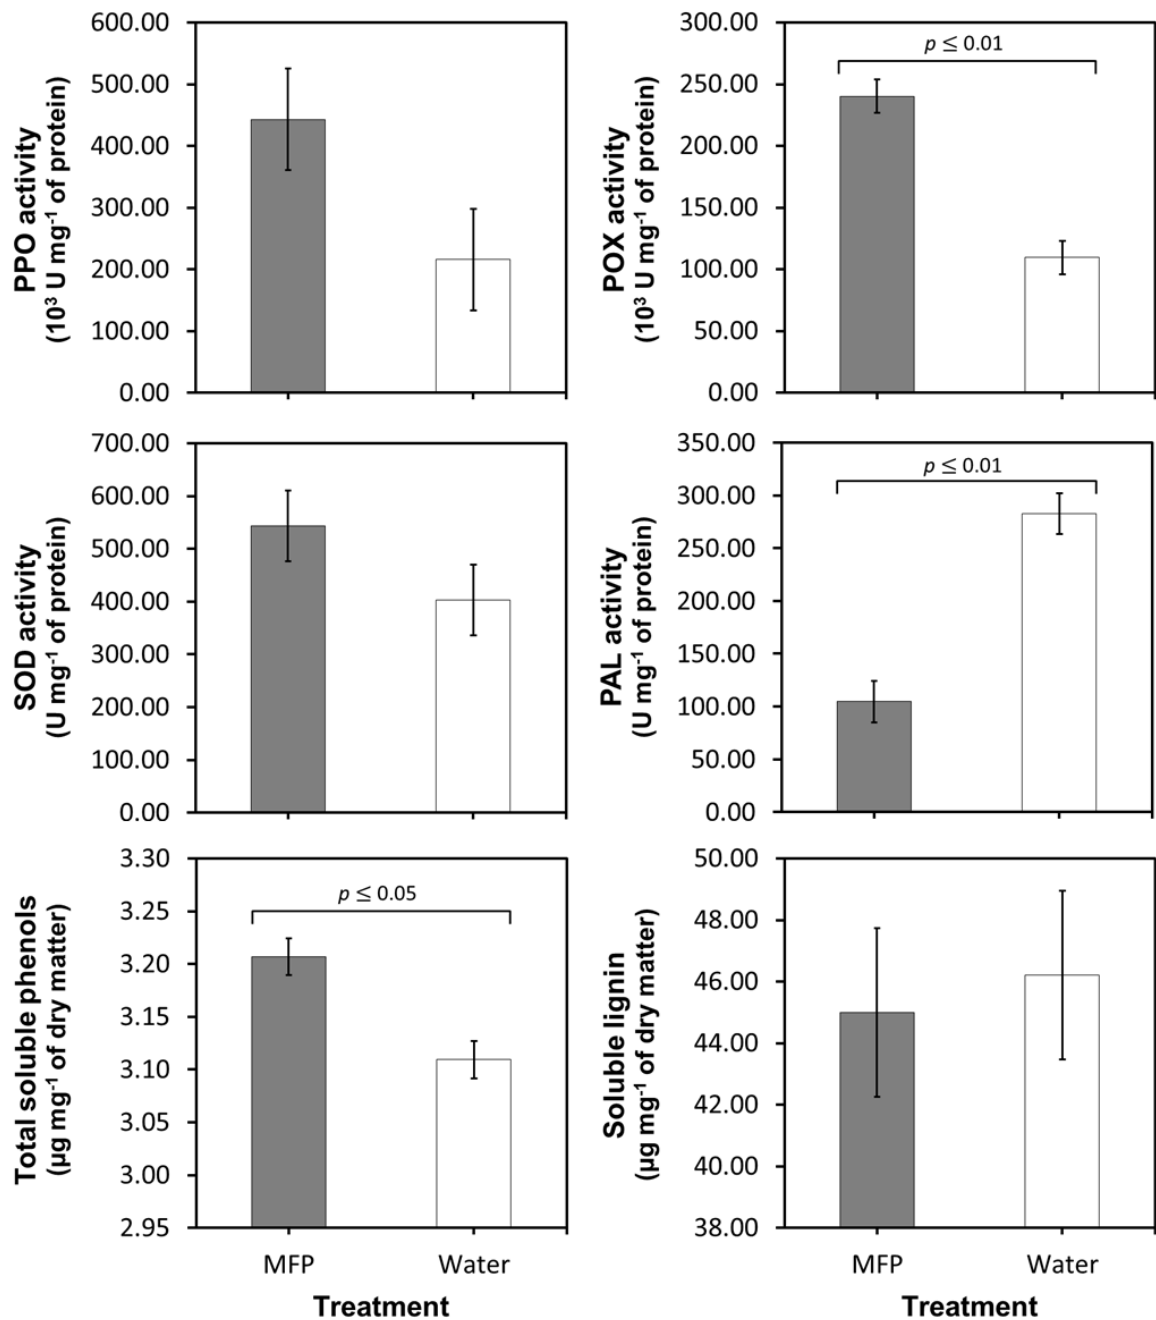 PPO activity
(10³ U mg⁻¹ of protein)
600.00
500.00
400.00
300.00
200.00
100.00
0.00
POX activity
(10³ U mg⁻¹ of protein)
300.00
250.00
200.00
150.00
100.00
50.00
0.00
p ≤ 0.01
SOD activity
(U mg⁻¹ of protein)
700.00
600.00
500.00
400.00
300.00
200.00
100.00
0.00
PAL activity
(U mg⁻¹ of protein)
350.00
300.00
250.00
200.00
150.00
100.00
50.00
0.00
p ≤ 0.01
Total soluble phenols
(µg mg⁻¹ of dry matter)
3.30
3.25
3.20
3.15
3.10
3.05
3.00
2.95
p ≤ 0.05
MFP Water
Treatment
Soluble lignin
(µg mg⁻¹ of dry matter)
50.00
48.00
46.00
44.00
42.00
40.00
38.00
MFP Water
Treatment